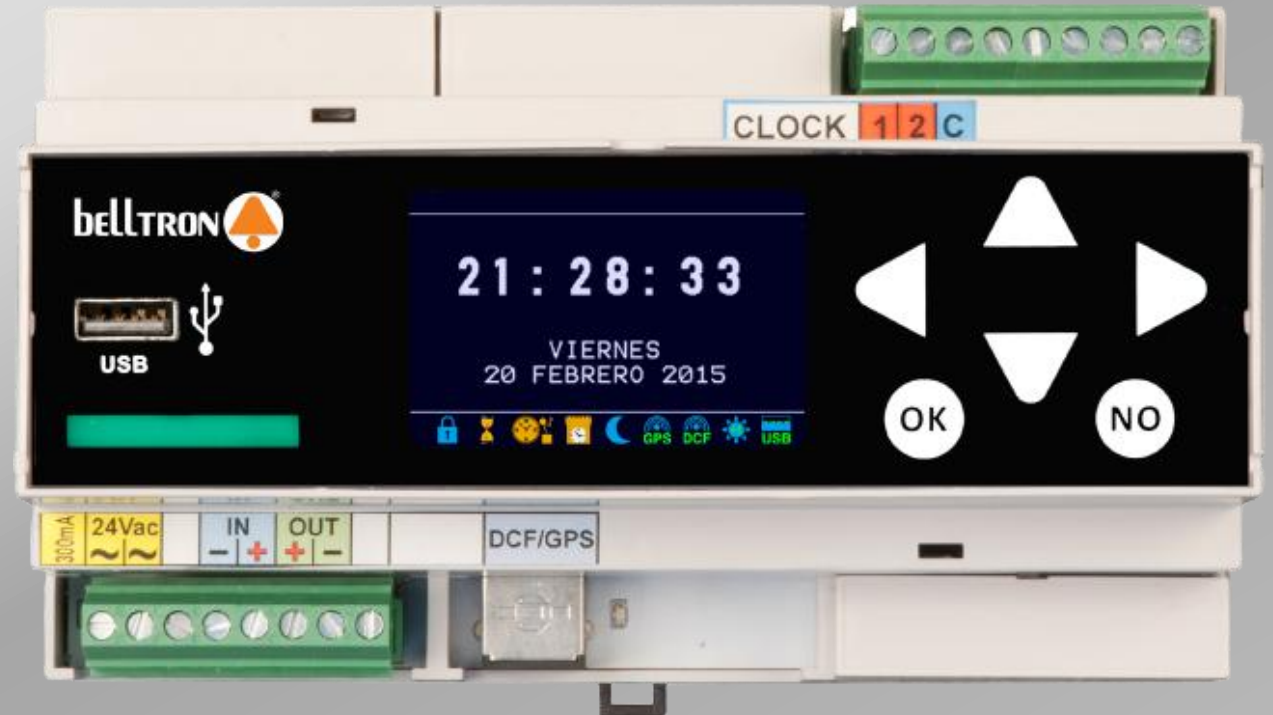 CLOCK 1 2 C
bellTRON®
USB
21:28:33
VIERNES
20 FEBRERO 2015
GPS DCF USB
OK NO
300mA 24Vac IN OUT DCF/GPS
~ ~ - + + -